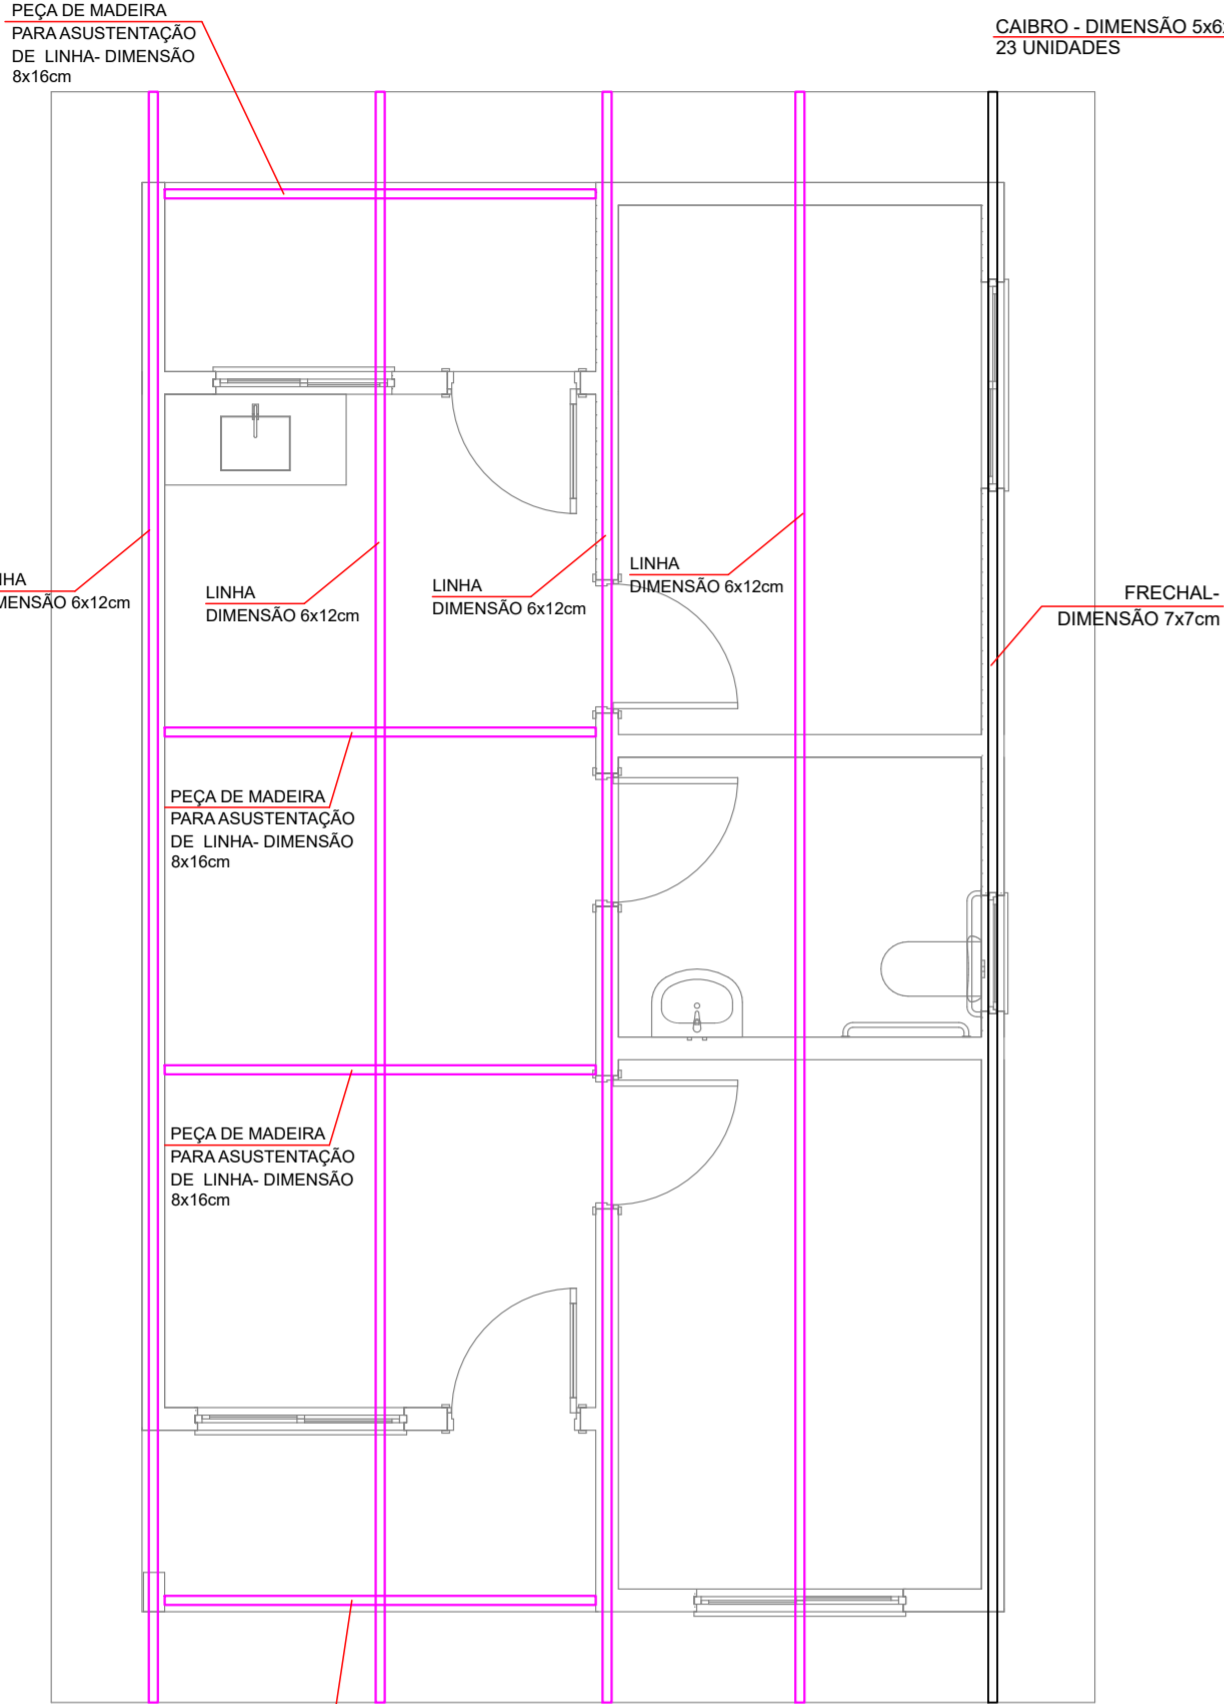 PEÇA DE MADEIRA
PARA ASUSTENTAÇÃO
DE LINHA- DIMENSÃO
8x16cm
CAIBRO - DIMENSÃO 5x6
23 UNIDADES
NHA
MENSÃO 6x12cm
LINHA
DIMENSÃO 6x12cm
LINHA
DIMENSÃO 6x12cm
LINHA
DIMENSÃO 6x12cm
FRECHAL-
DIMENSÃO 7x7cm
PEÇA DE MADEIRA
PARA ASUSTENTAÇÃO
DE LINHA- DIMENSÃO
8x16cm
PEÇA DE MADEIRA
PARA ASUSTENTAÇÃO
DE LINHA- DIMENSÃO
8x16cm